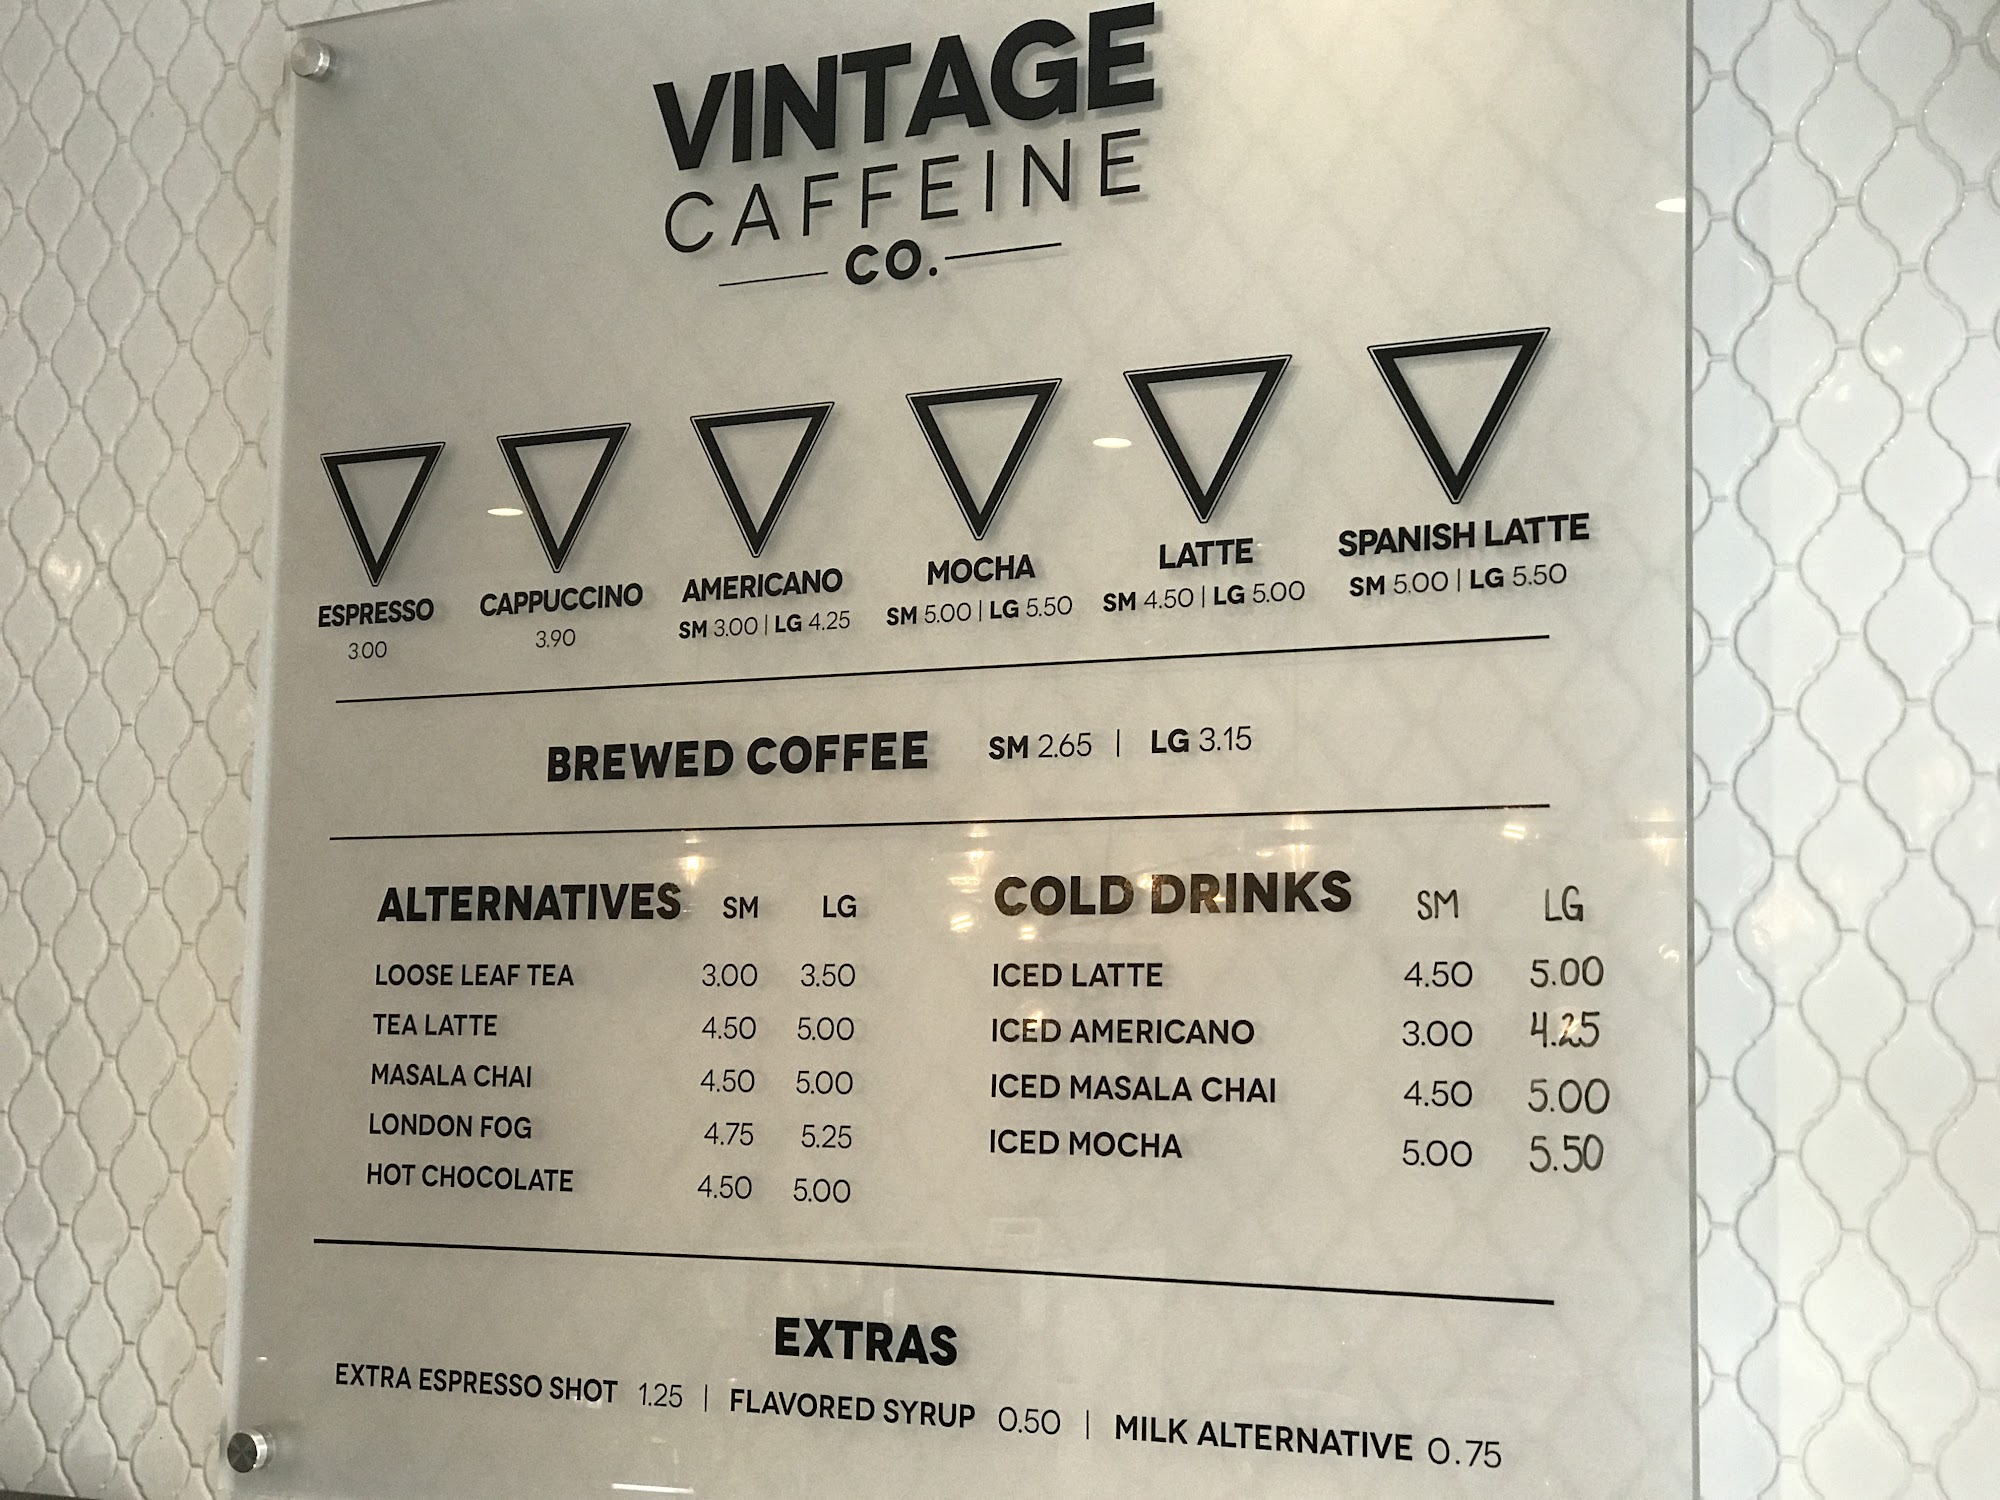 VINTAGE
CAFFEINE
CO.
ESPRESSO
3.00
CAPPUCCINO
3.90
AMERICANO
SM 3.00 | LG 4.25
MOCHA
SM 5.00 | LG 5.50
LATTE
SM 4.50 | LG 5.00
SPANISH LATTE
SM 5.00 | LG 5.50
BREWED COFFEE SM 2.65 | LG 3.15
ALTERNATIVES SM LG
LOOSE LEAF TEA 3.00 3.50
TEA LATTE 4.50 5.00
MASALA CHAI 4.50 5.00
LONDON FOG 4.75 5.25
HOT CHOCOLATE 4.50 5.00
COLD DRINKS SM LG
ICED LATTE 4.50 5.00
ICED AMERICANO 3.00 4.25
ICED MASALA CHAI 4.50 5.00
ICED MOCHA 5.00 5.50
EXTRAS
EXTRA ESPRESSO SHOT 1.25 | FLAVORED SYRUP 0.50 | MILK ALTERNATIVE 0.75